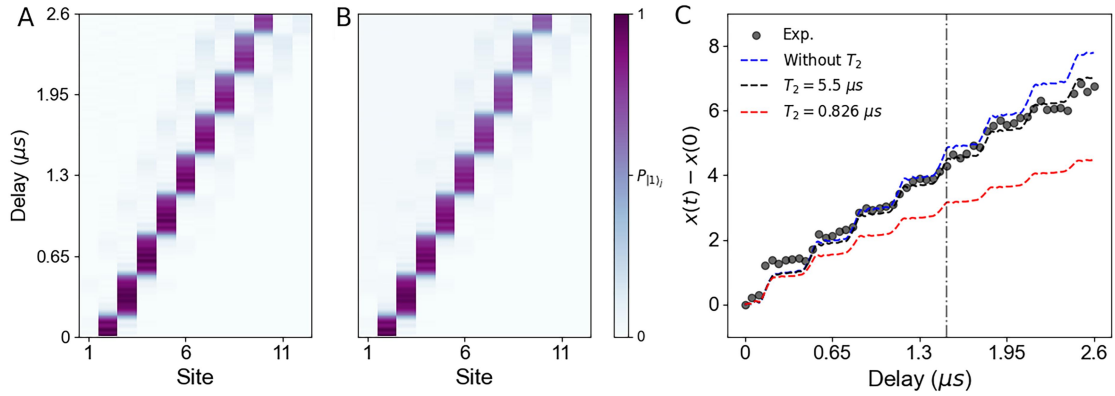 A
2.6
1.95
1.3
0.65
0
Delay (μs)
1
6
11
Site
B
1
6
11
Site
1
P|1⟩j
0
C
8
6
4
2
0
x(t) − x(0)
Exp.
Without T2
T2 = 5.5 μs
T2 = 0.826 μs
0
0.65
1.3
1.95
2.6
Delay (μs)